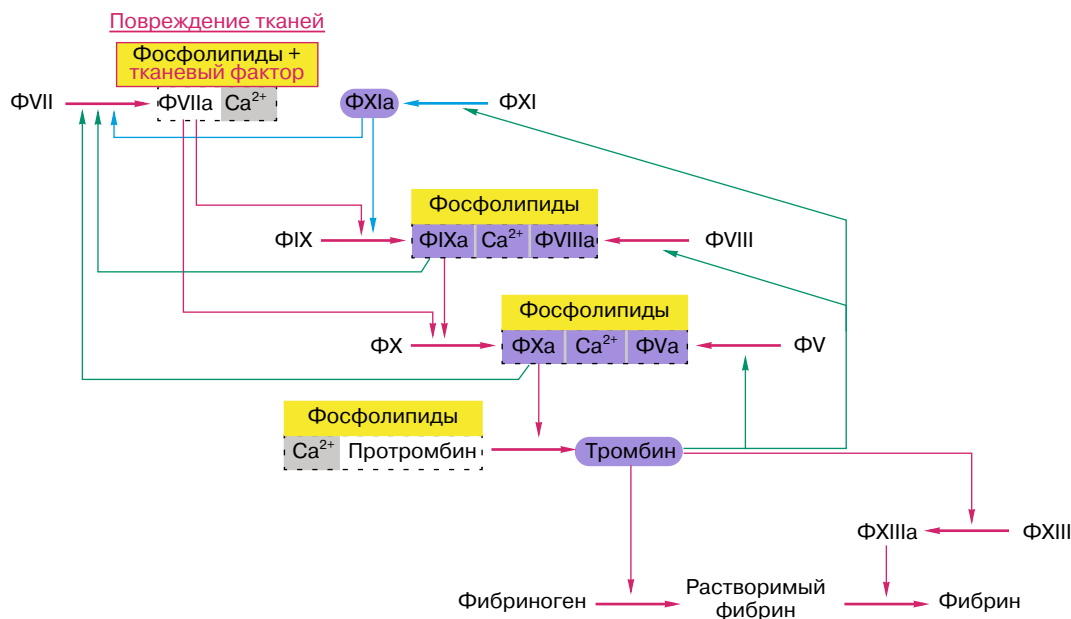 Повреждение тканей
Фосфолипиды +
тканевый фактор
ФVII
ФVIIa
Ca²⁺
ФXIa
ФXI
Фосфолипиды
ФIX
ФIXa
Ca²⁺
ФVIIIa
ФVIII
Фосфолипиды
ФX
ФXa
Ca²⁺
ФVa
ФV
Фосфолипиды
Ca²⁺
Протромбин
Тромбин
ФXIIIa
ФXIII
Фибриноген
Растворимый
фибрин
Фибрин